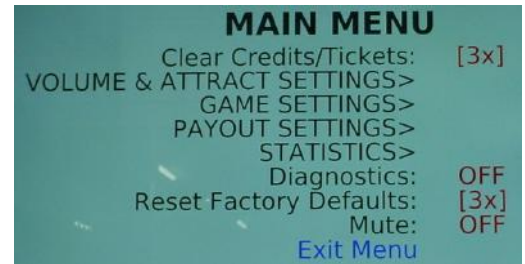 MAIN MENU
Clear Credits/Tickets: [3x]
VOLUME & ATTRACT SETTINGS>
GAME SETTINGS>
PAYOUT SETTINGS>
STATISTICS>
Diagnostics: OFF
Reset Factory Defaults: [3x]
Mute: OFF
Exit Menu